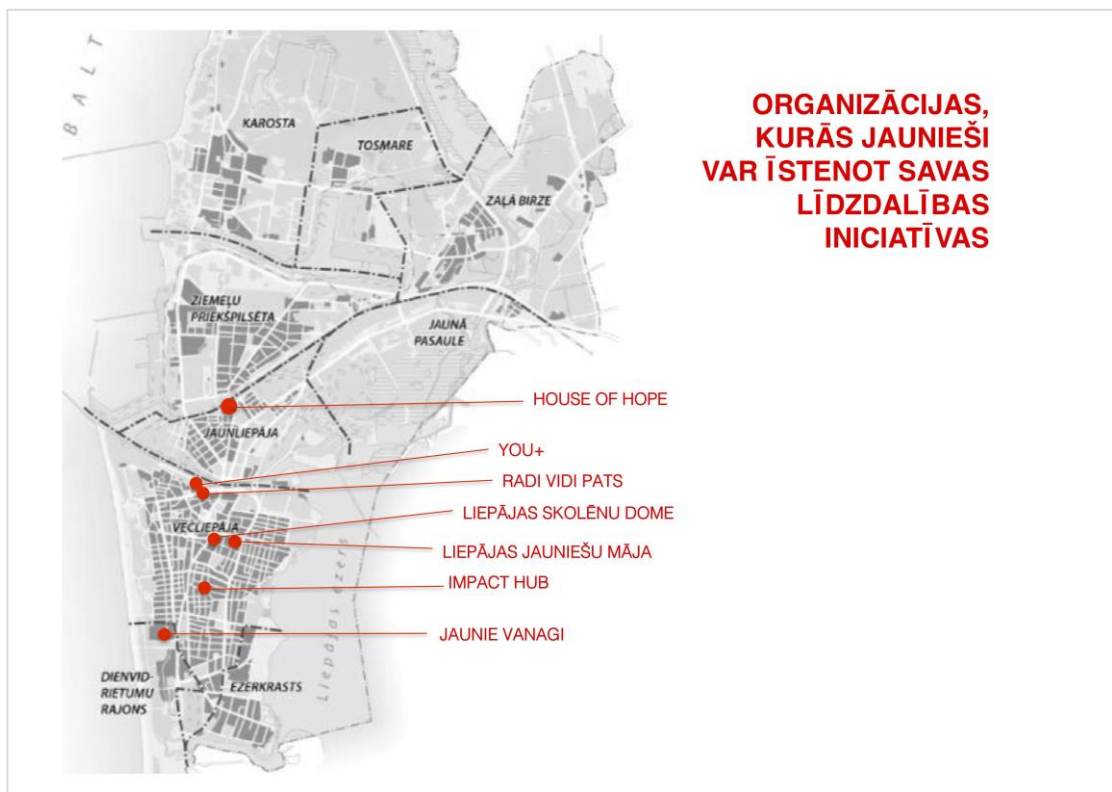 BALT
KAROSTA
TOSMARE
ezers
ZAĻĀ BIRZE
ORGANIZĀCIJAS,
KURĀS JAUNIEŠI
VAR ĪSTENOT SAVAS
LĪDZDALĪBAS
INICIATĪVAS
ZIEMEĻU
PRIEKŠPILSĒTA
JAUNĀ
PASAULE
HOUSE OF HOPE
JAUNLIEPĀJA
YOU+
RADI VIDI PATS
LIEPĀJAS SKOLĒNU DOME
VECLIEPĀJA
LIEPĀJAS JAUNIEŠU MĀJA
IMPACT HUB
Liepājas ezers
JAUNIE VANAGI
DIENVID-
RIETUMU
RAJONS
EZERKRASTS